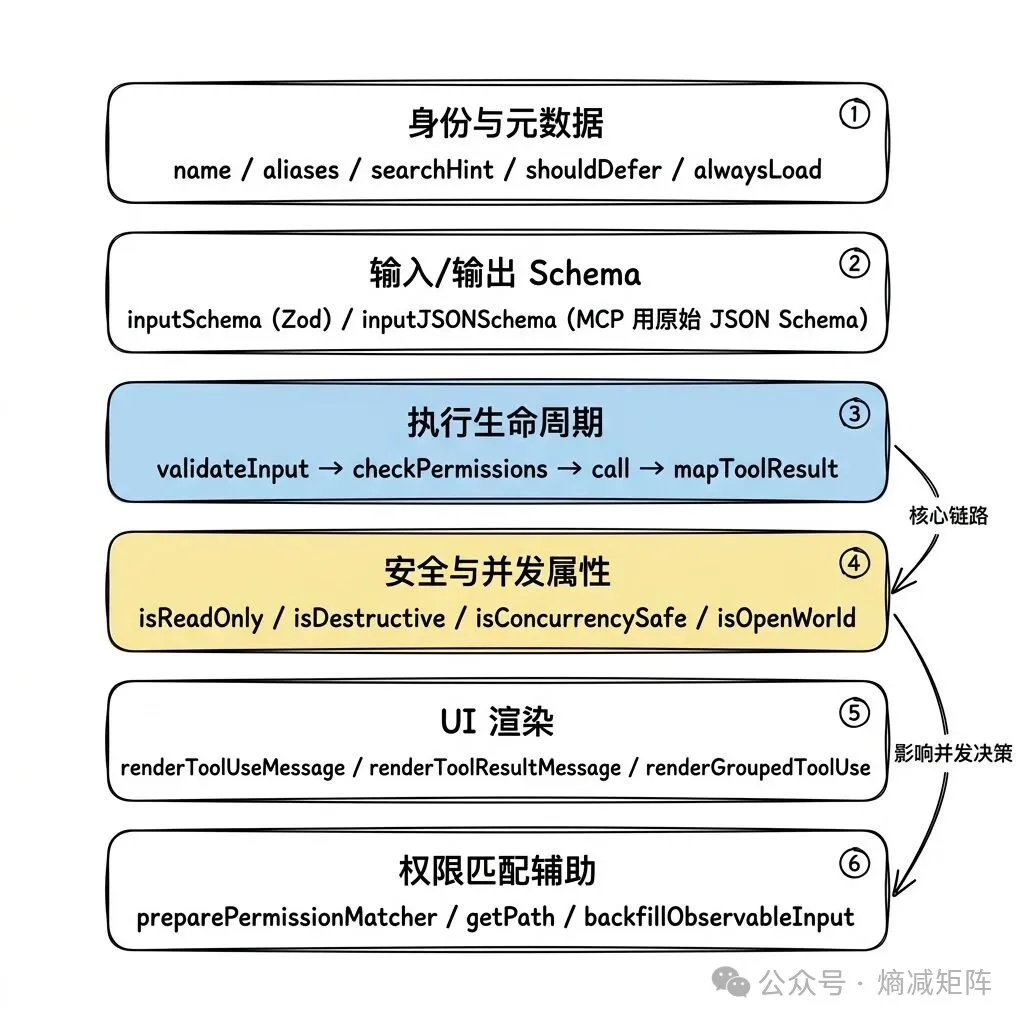 身份与元数据
①
name / aliases / searchHint / shouldDefer / alwaysLoad
输入/输出 Schema
②
inputSchema (Zod) / inputJSONSchema (MCP 用原始 JSON Schema)
执行生命周期
③
validateInput → checkPermissions → call → mapToolResult
核心链路
安全与并发属性
④
isReadOnly / isDestructive / isConcurrencySafe / isOpenWorld
UI 渲染
⑤
renderToolUseMessage / renderToolResultMessage / renderGroupedToolUse
影响并发决策
权限匹配辅助
⑥
preparePermissionMatcher / getPath / backfillObservableInput
公众号 · 熵减矩阵